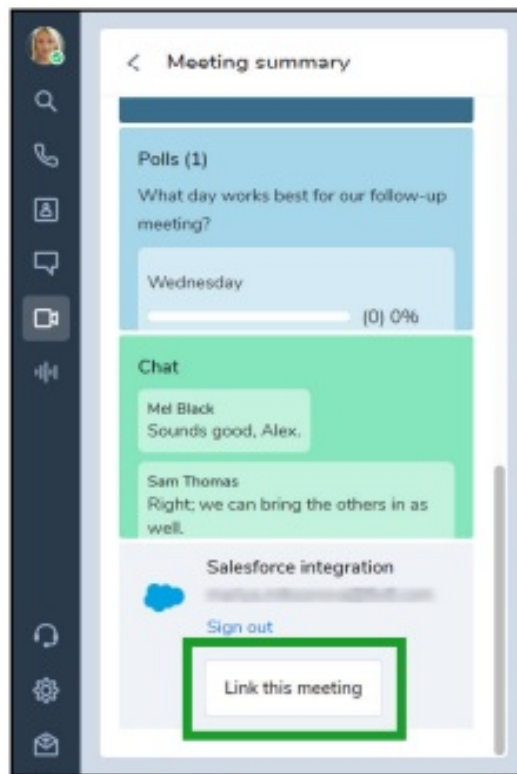 Meeting summary
Polls (1)
What day works best for our follow-up
meeting?
Wednesday
(0) 0%
Chat
Mel Black
Sounds good, Alex.
Sam Thomas
Right; we can bring the others in as
well.
Salesforce integration
Sign out
Link this meeting